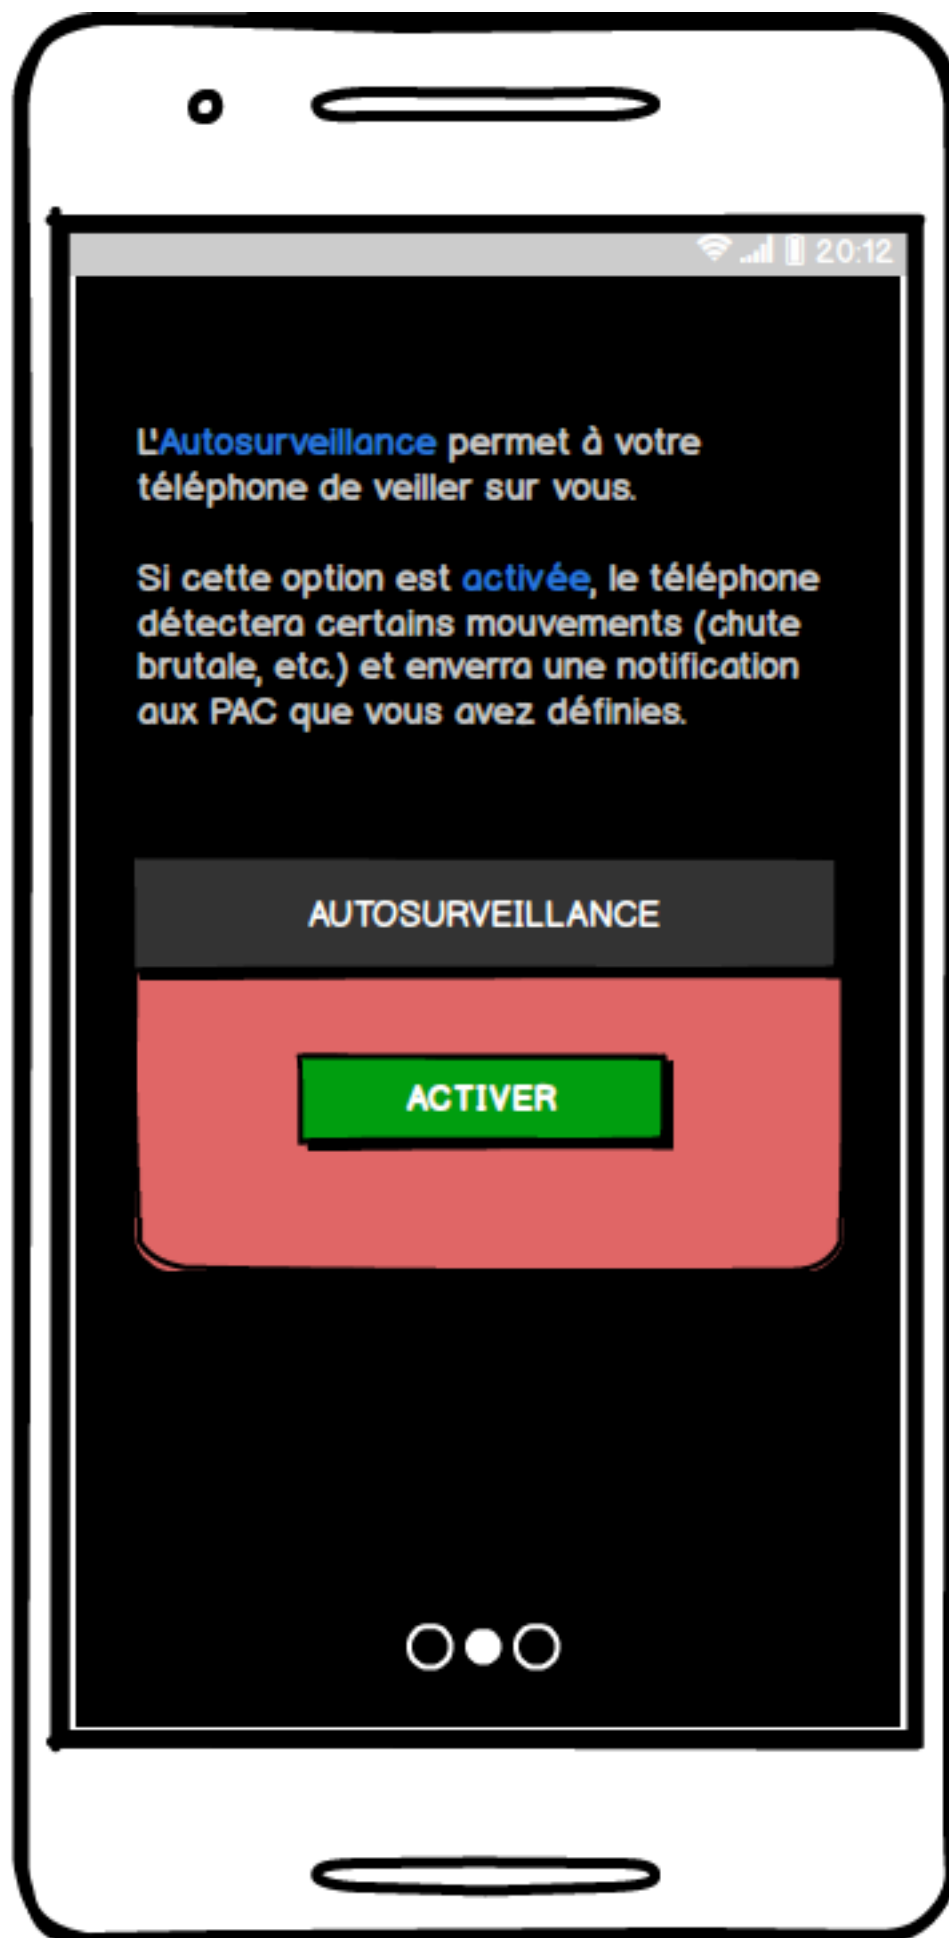 20:12
L'Autosurveillance permet à votre
téléphone de veiller sur vous.
Si cette option est activée, le téléphone
détectera certains mouvements (chute
brutale, etc.) et enverra une notification
aux PAC que vous avez définies.
AUTOSURVEILLANCE
ACTIVER